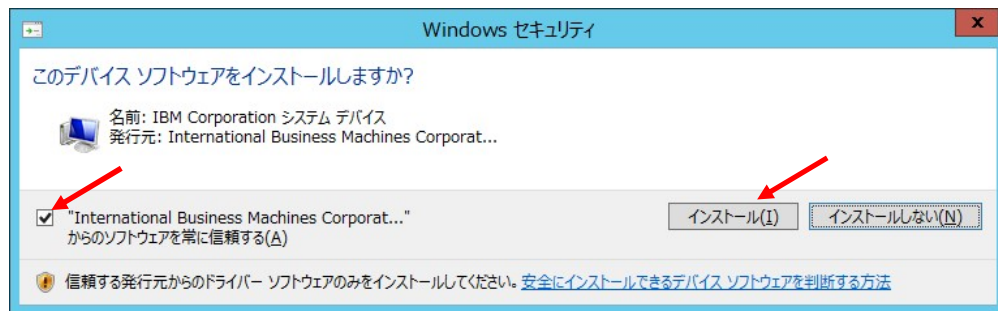 Windows セキュリティ
x
このデバイス ソフトウェアをインストールしますか?
名前: IBM Corporation システム デバイス
発行元: International Business Machines Corporat...
"International Business Machines Corporat..."
からのソフトウェアを常に信頼する(A)
インストール(I)
インストールしない(N)
信頼する発行元からのドライバー ソフトウェアのみをインストールしてください。安全にインストールできるデバイス ソフトウェアを判断する方法